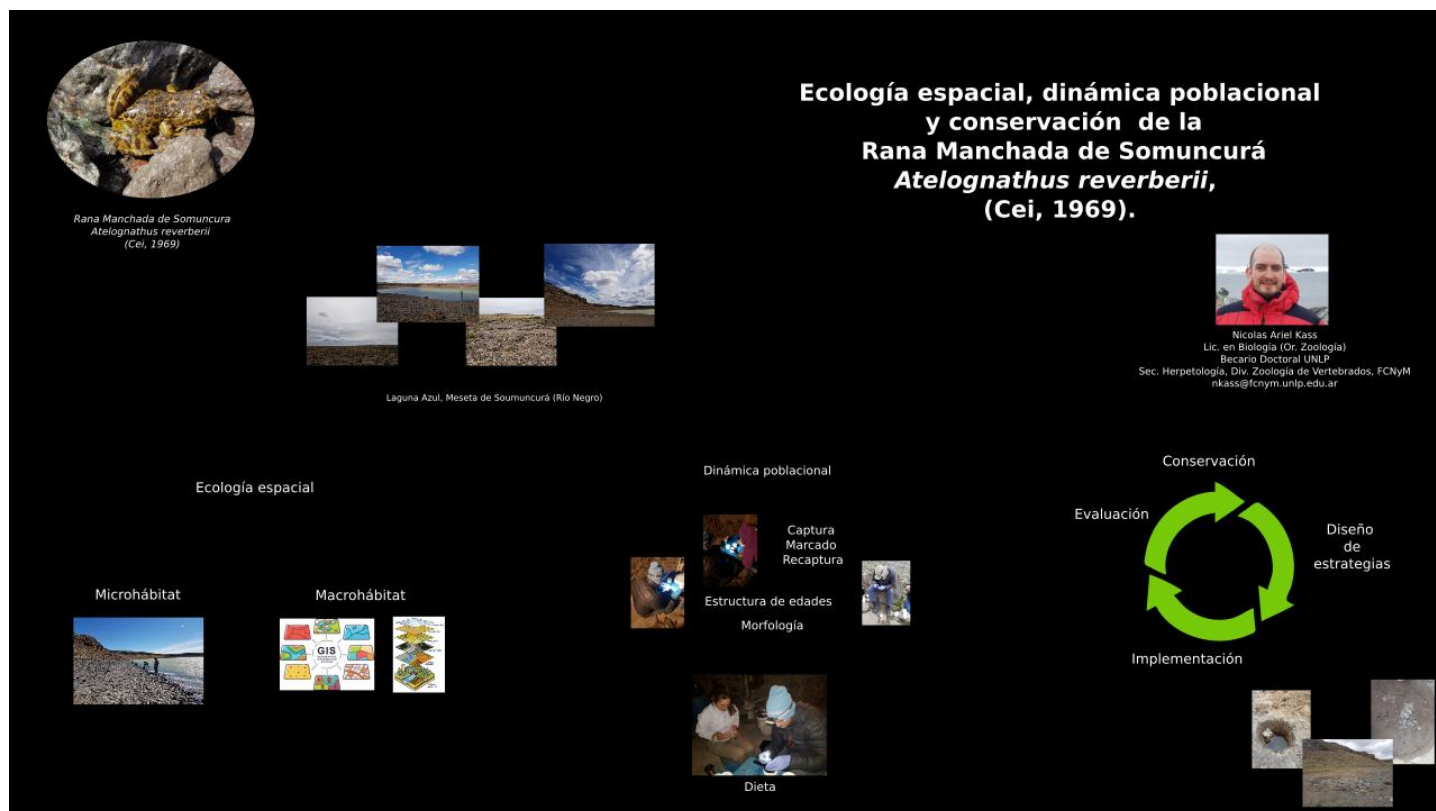 Ecología espacial, dinámica poblacional
y conservación de la
Rana Manchada de Somuncurá
Atelognathus reverberii,
(Cei, 1969).
Rana Manchada de Somuncura
Atelognathus reverberii
(Cei, 1969)
Nicolas Ariel Kass
Lic. en Biología (Or. Zoología)
Becario Doctoral UNLP
Sec. Herpetología, Div. Zoología de Vertebrados, FCNyM
nkass@fcnym.unlp.edu.ar
Laguna Azul, Meseta de Soumuncurá (Río Negro)
Ecología espacial
Microhábitat
Macrohábitat
GIS
Dinámica poblacional
Captura
Marcado
Recaptura
Estructura de edades
Morfología
Dieta
Conservación
Evaluación
Diseño
de
estrategias
Implementación